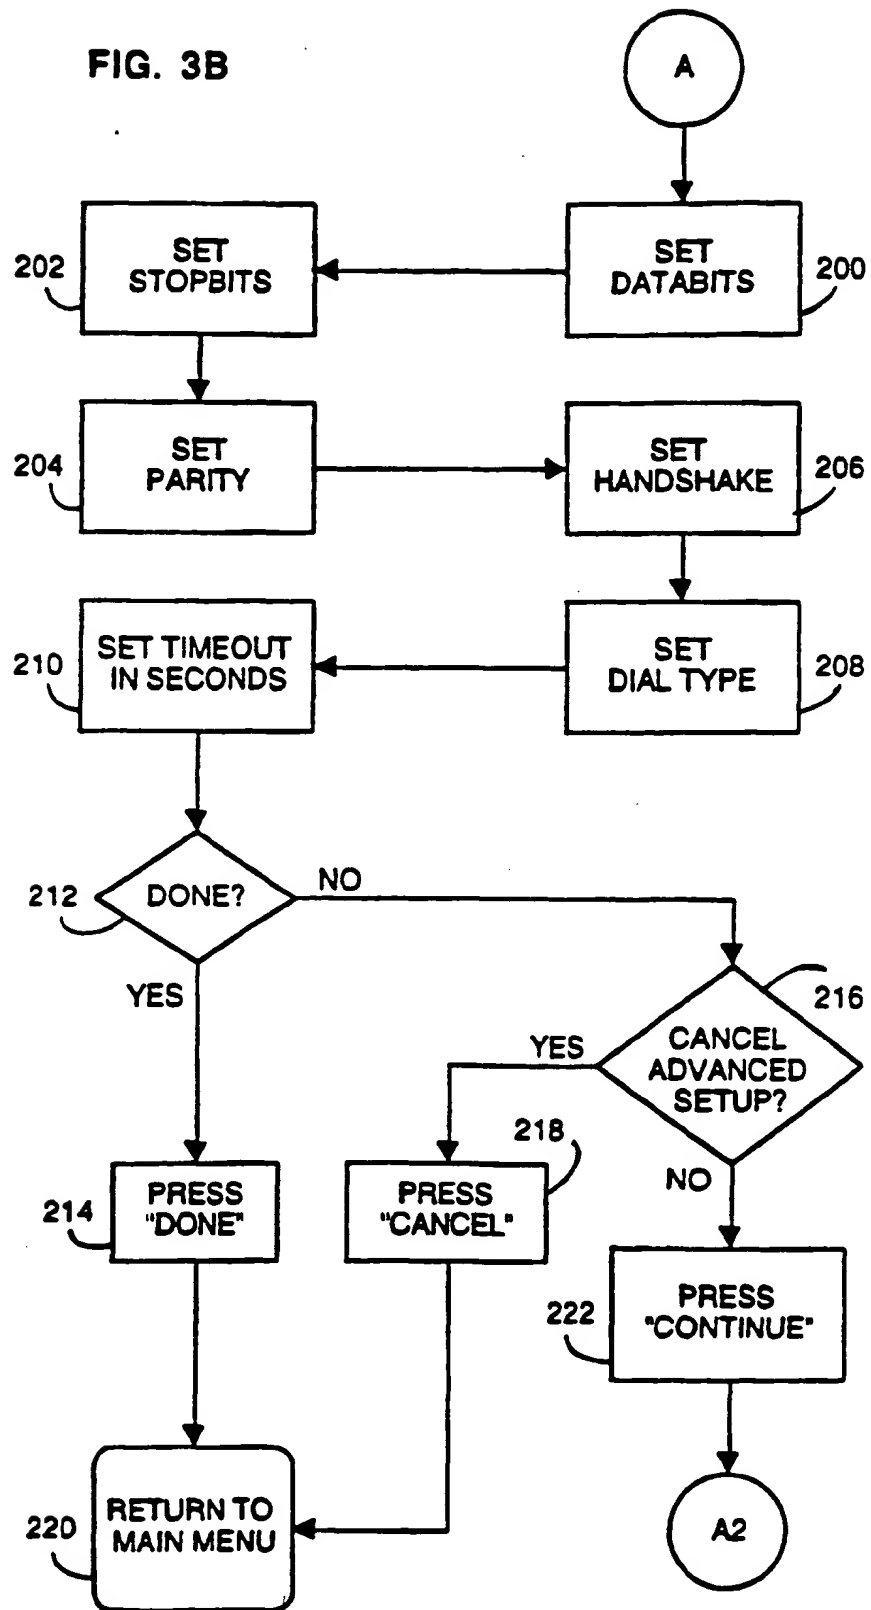 FIG. 3B
A
SET
DATABITS
200
SET
STOPBITS
202
SET
PARITY
204
SET
HANDSHAKE
206
SET
DIAL TYPE
208
SET TIMEOUT
IN SECONDS
210
DONE?
212
NO
YES
CANCEL
ADVANCED
SETUP?
216
YES
NO
PRESS
"DONE"
214
PRESS
"CANCEL"
218
PRESS
"CONTINUE"
222
RETURN TO
MAIN MENU
220
A2